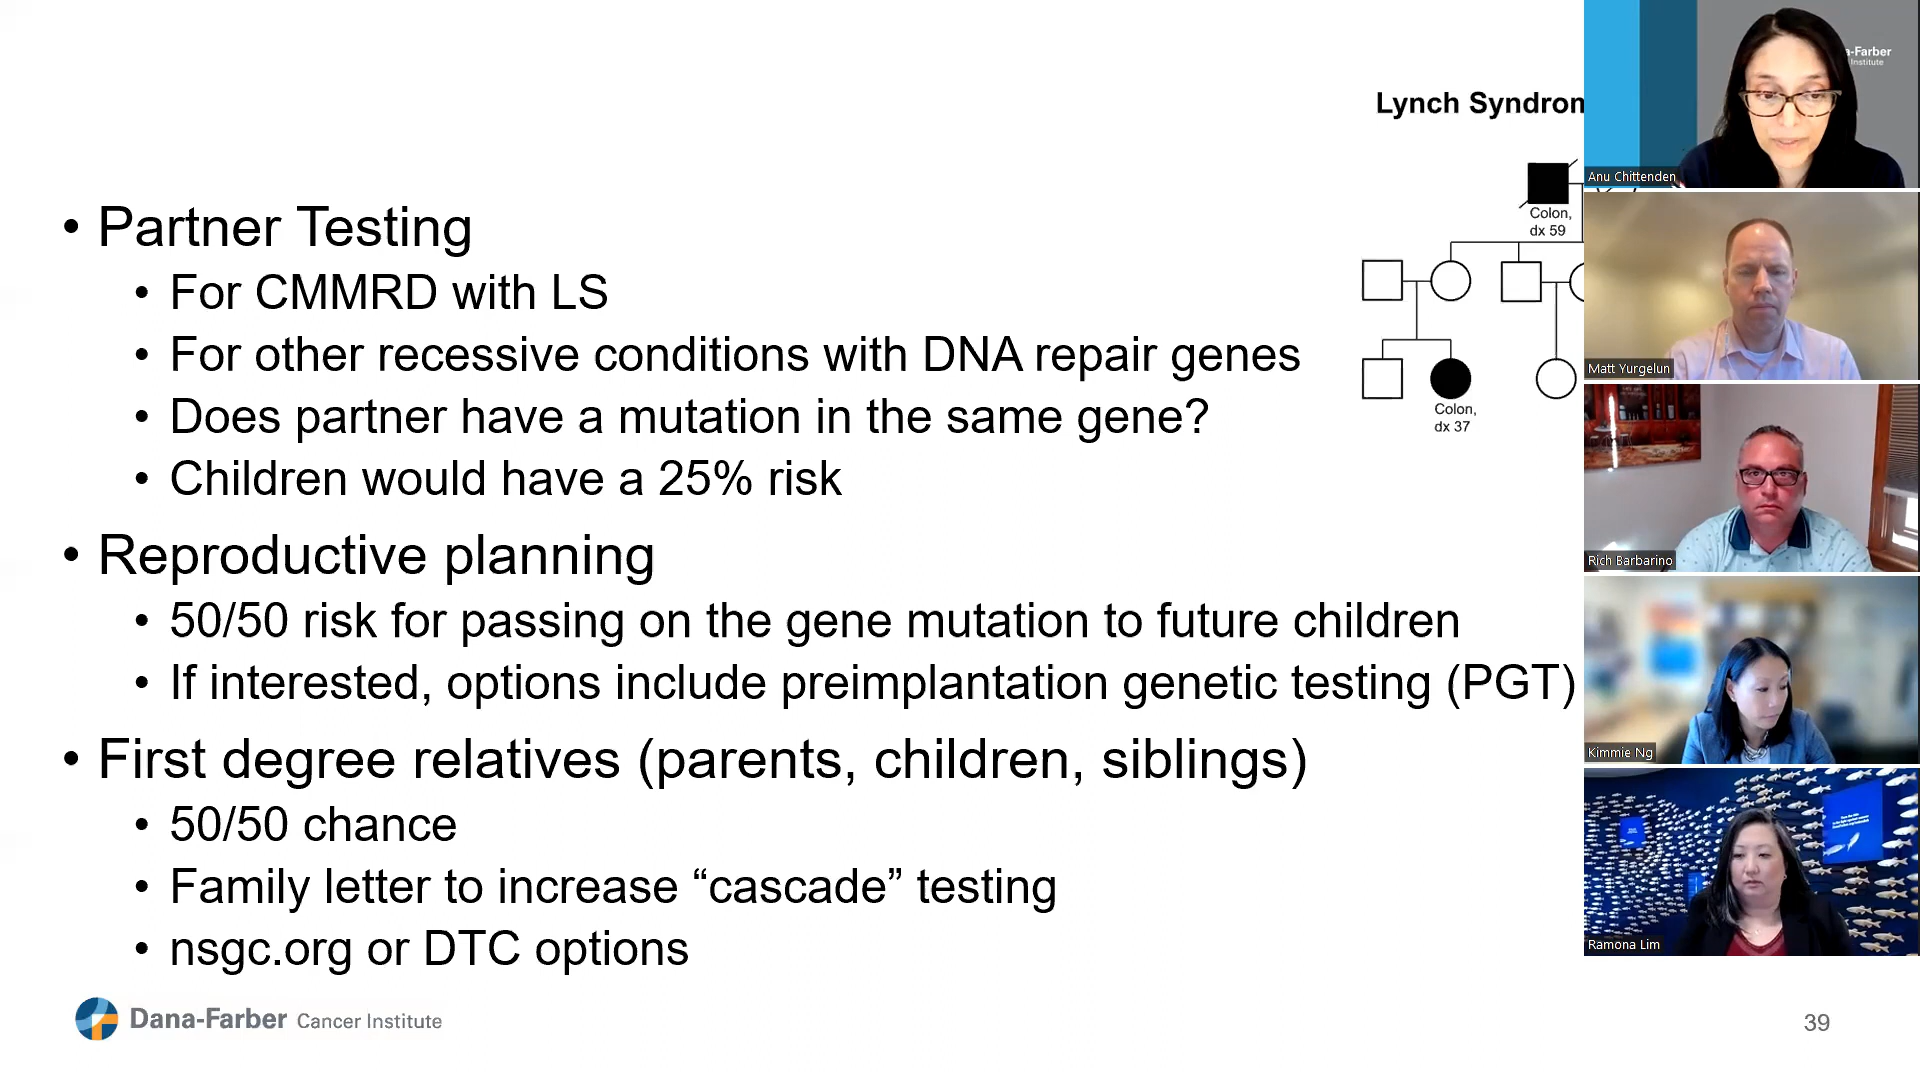 Lynch Syndrom
Colon,
dx 59
Colon,
dx 37
• Partner Testing
• For CMMRD with LS
• For other recessive conditions with DNA repair genes
• Does partner have a mutation in the same gene?
• Children would have a 25% risk
• Reproductive planning
• 50/50 risk for passing on the gene mutation to future children
• If interested, options include preimplantation genetic testing (PGT)
• First degree relatives (parents, children, siblings)
• 50/50 chance
• Family letter to increase “cascade” testing
• nsgc.org or DTC options
Dana-Farber Cancer Institute
39
a-Farber
Institute
Anu Chittenden
Matt Yurgelun
Rich Barbarino
Kimmie Ng
Ramona Lim